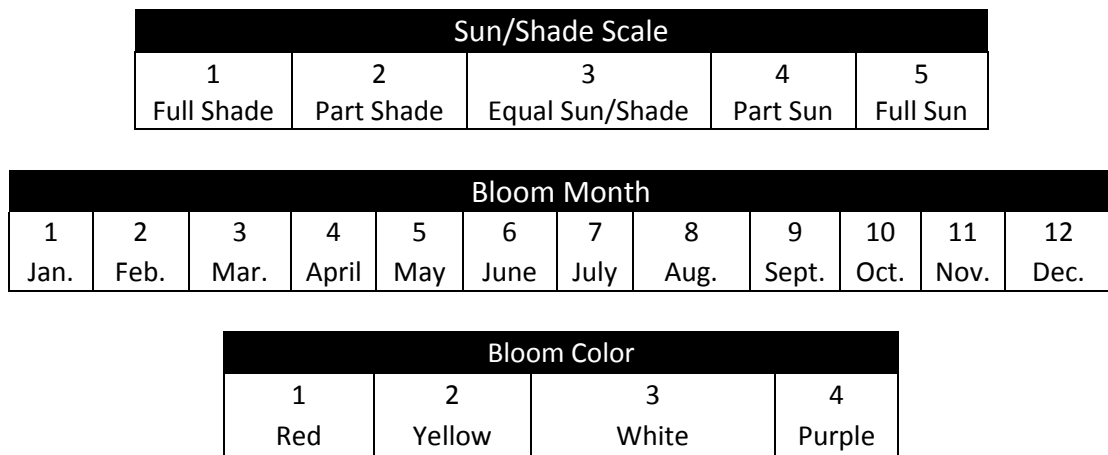 Sun/Shade Scale
1 2 3 4 5
Full Shade Part Shade Equal Sun/Shade Part Sun Full Sun
Bloom Month
1 2 3 4 5 6 7 8 9 10 11 12
Jan. Feb. Mar. April May June July Aug. Sept. Oct. Nov. Dec.
Bloom Color
1 2 3 4
Red Yellow White Purple